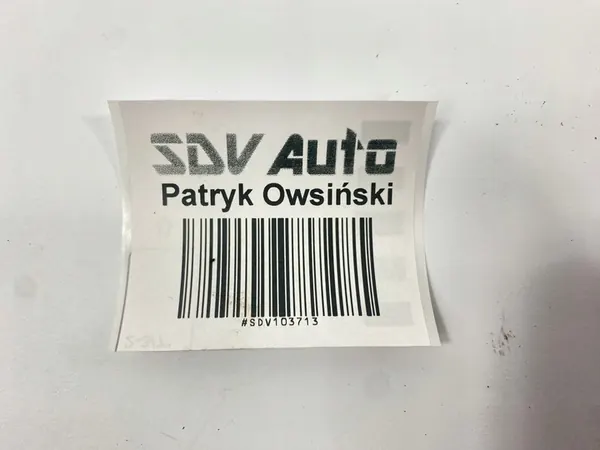 SDV Auto
Patryk Owsiński
#SDV103713